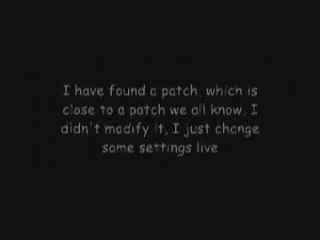 I have found a patch, which is
close to a patch we all know, I
didn't modify it, I just change
some settings live